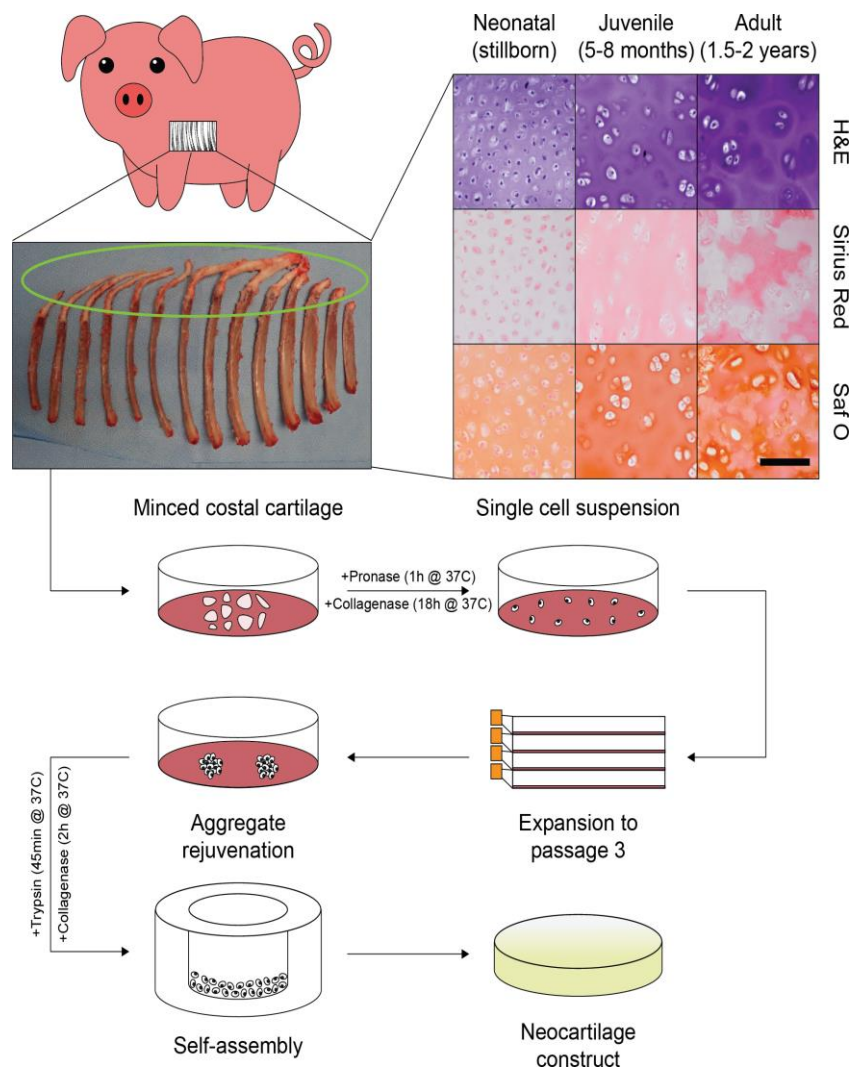 Neonatal
(stillborn)
Juvenile
(5-8 months)
Adult
(1.5-2 years)
H&E
Sirius Red
Saf O
Minced costal cartilage
Single cell suspension
+Pronase (1h @ 37C)
+Collagenase (18h @ 37C)
Aggregate
rejuvenation
Expansion to
passage 3
+Trypsin (45min @ 37C)
+Collagenase (2h @ 37C)
Self-assembly
Neocartilage
construct